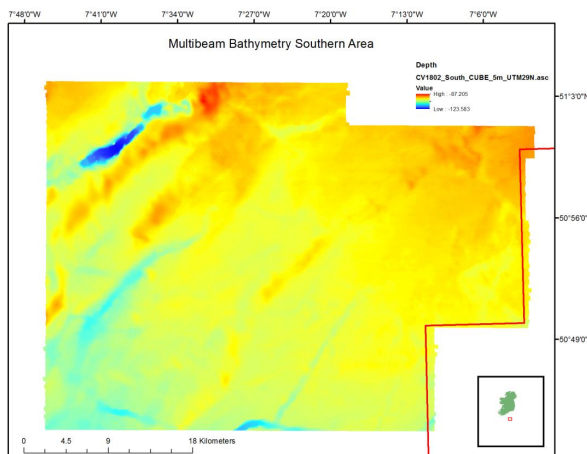 7°48'0"W 7°41'0"W 7°34'0"W 7°27'0"W 7°20'0"W 7°13'0"W 7°6'0"W
Multibeam Bathymetry Southern Area
Depth
CV1802_South_CUBE_5m_UTM29N.asc
Value
High -87.205
Low : -123.583
51°3'0"N
50°56'0"N
50°49'0"N
0 4.5 9 18 Kilometers